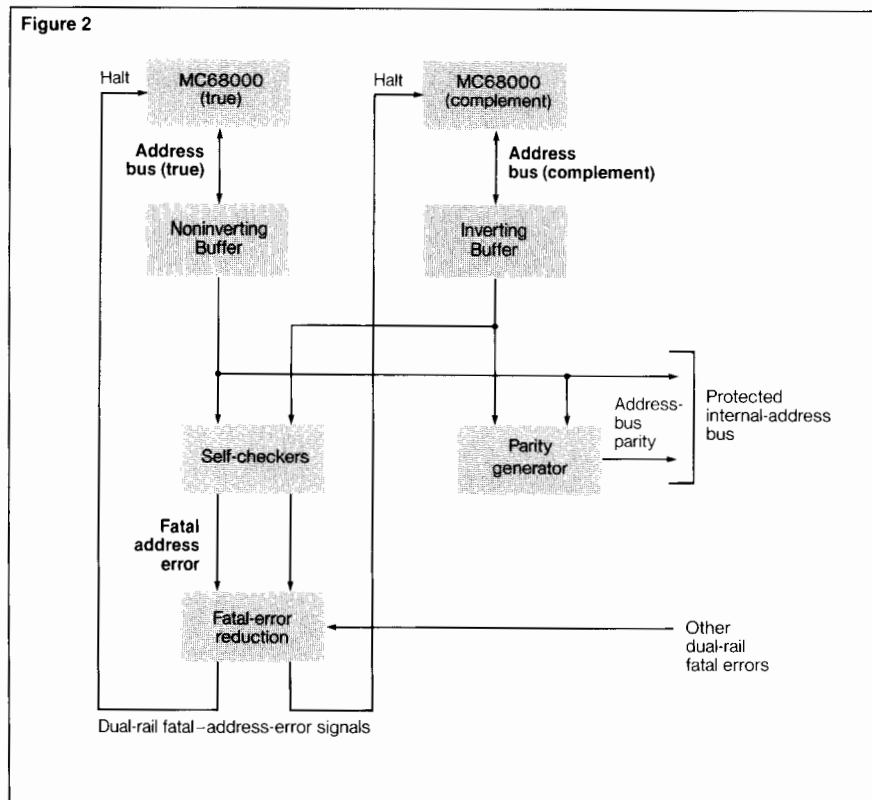 Figure 2
Halt
MC68000
(true)
Halt
MC68000
(complement)
Address
bus (true)
Address
bus (complement)
Noninverting
Buffer
Inverting
Buffer
Address-
bus
parity
Protected
internal-address
bus
Self-checkers
Parity
generator
Fatal
address
error
Fatal-error
reduction
Other
dual-rail
fatal errors
Dual-rail fatal–address-error signals